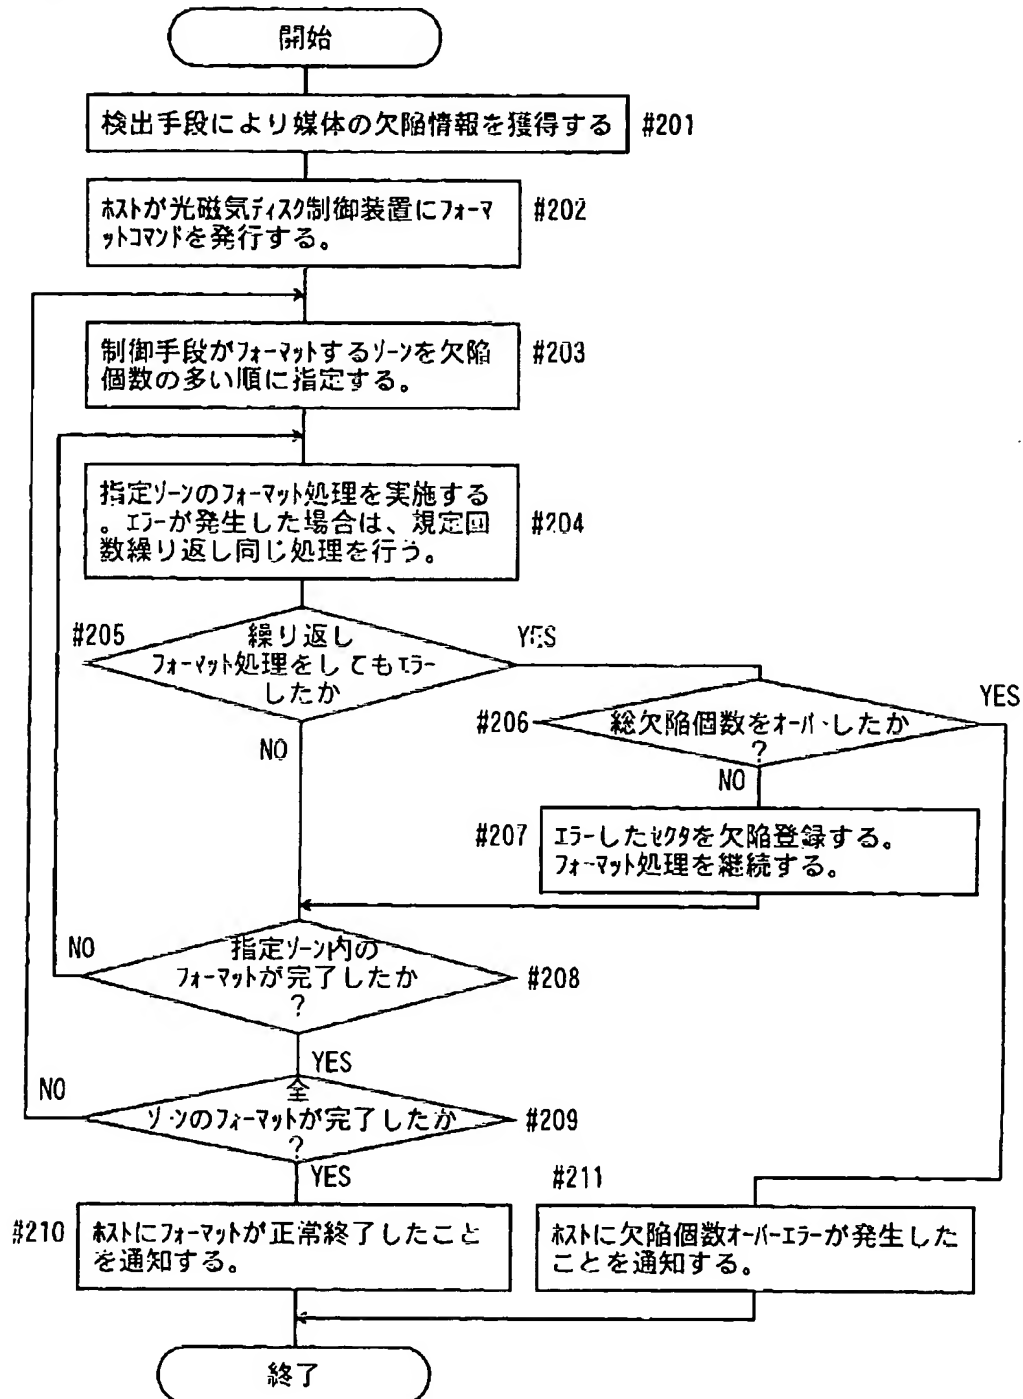 開始
検出手段により媒体の欠陥情報を獲得する
#201
ホストが光磁気ディスク制御装置にフォーマ
ットコマンドを発行する。
#202
制御手段がフォーマットするゾーンを欠陥
個数の多い順に指定する。
#203
指定ゾーンのフォーマット処理を実施する
。エラーが発生した場合は、規定回
数繰り返し同じ処理を行う。
#204
#205
繰り返し
フォーマット処理をしてもエラー
したか
YES
NO
#206
総欠陥個数をオーバーしたか
?
YES
NO
#207
エラーしたセクタを欠陥登録する。
フォーマット処理を継続する。
指定ゾーン内の
フォーマットが完了したか
?
#208
NO
YES
全
ゾーンのフォーマットが完了したか
?
#209
NO
YES
#210
ホストにフォーマットが正常終了したこと
を通知する。
#211
ホストに欠陥個数オーバーエラーが発生した
ことを通知する。
終了